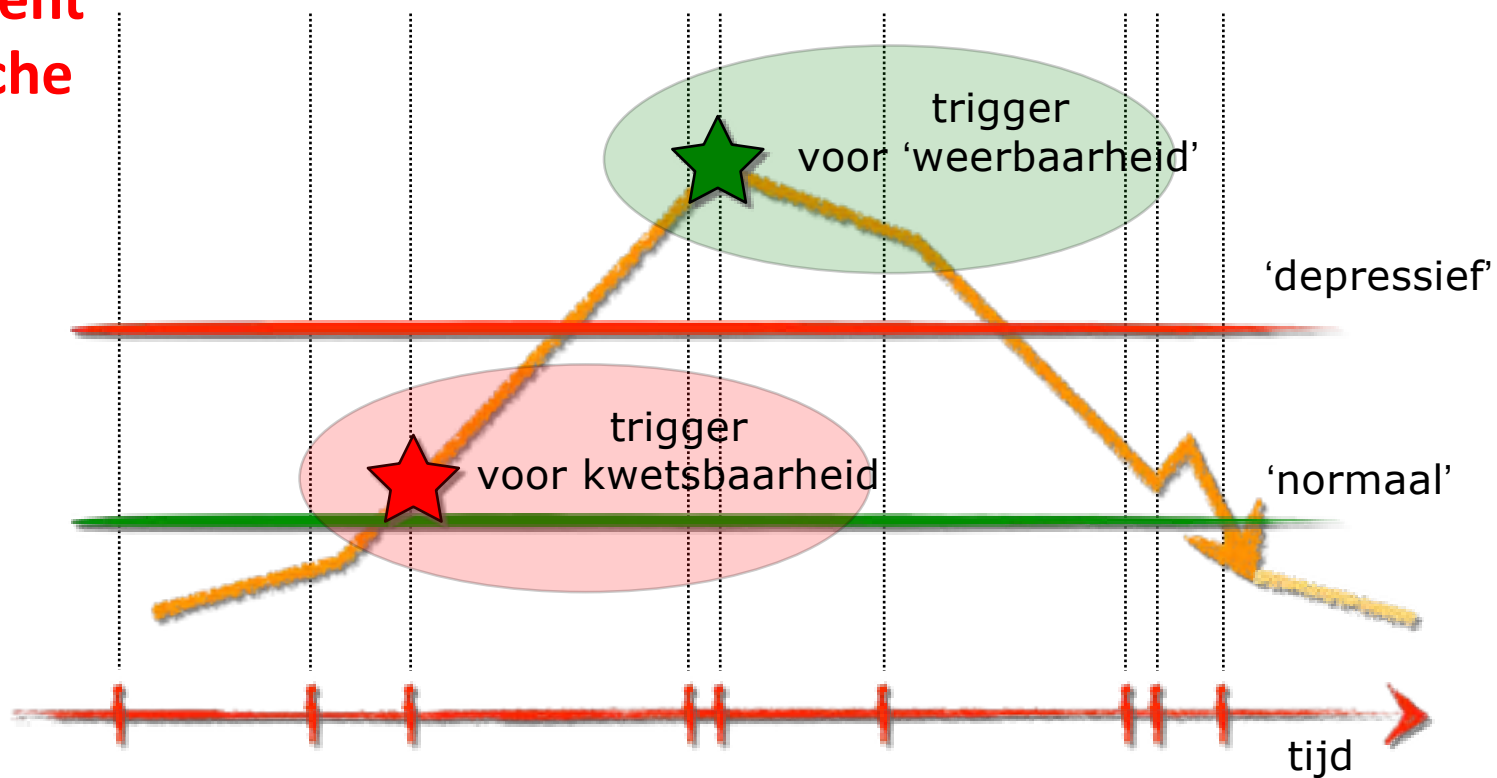 trigger
voor ‘weerbaarheid’
‘depressief’
trigger
voor kwetsbaarheid
‘normaal’
tijd